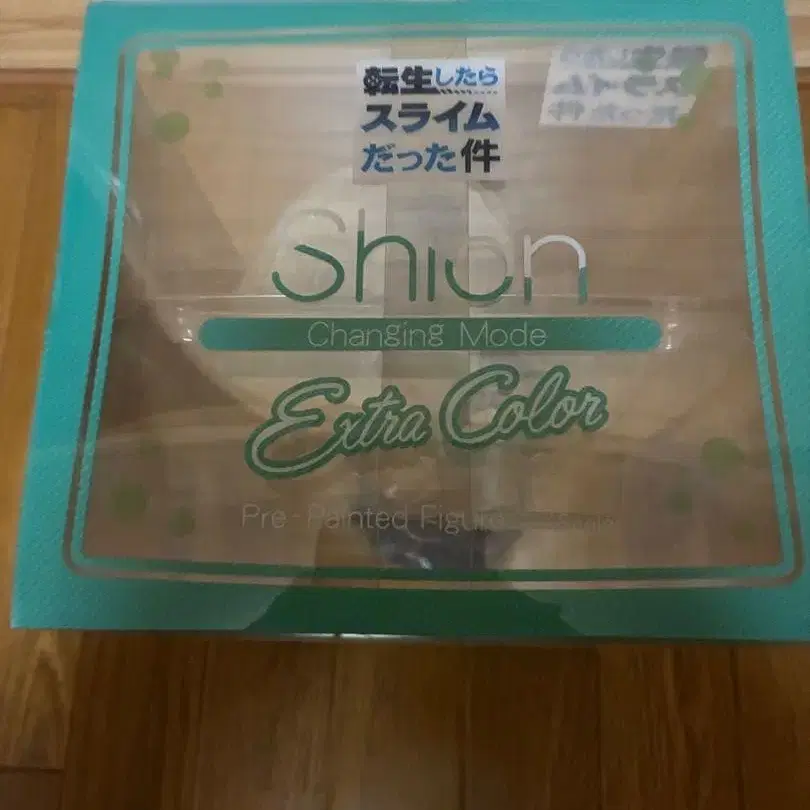 転生したら
スライム
だった件
Shion
Changing Mode
Extra Color
Pre-Painted Figure